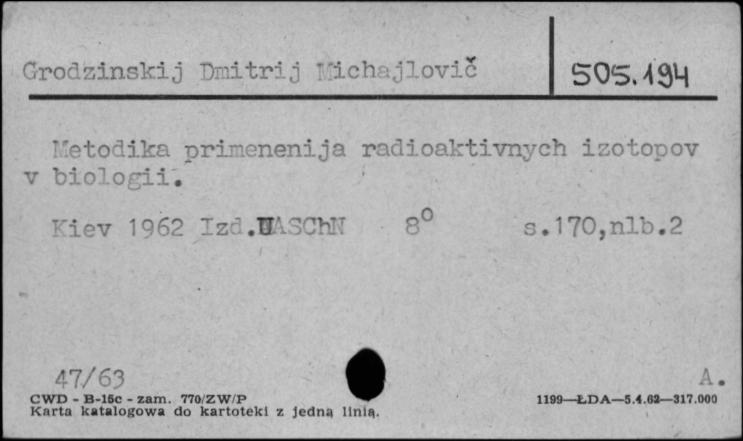 Grodzinskij Dmitrij Michajlovič
505.194
Metodika primenenija radioaktivnych izotopov
v biologii.
Kiev 1962 Izd.UASChN 8° s.170,nlb.2
47/63
A.
CWD - B-15c - zam. 770/ZW/P
1199—ŁDA—5.4.62—317.000
Karta katalogowa do kartoteki z jedną linią.